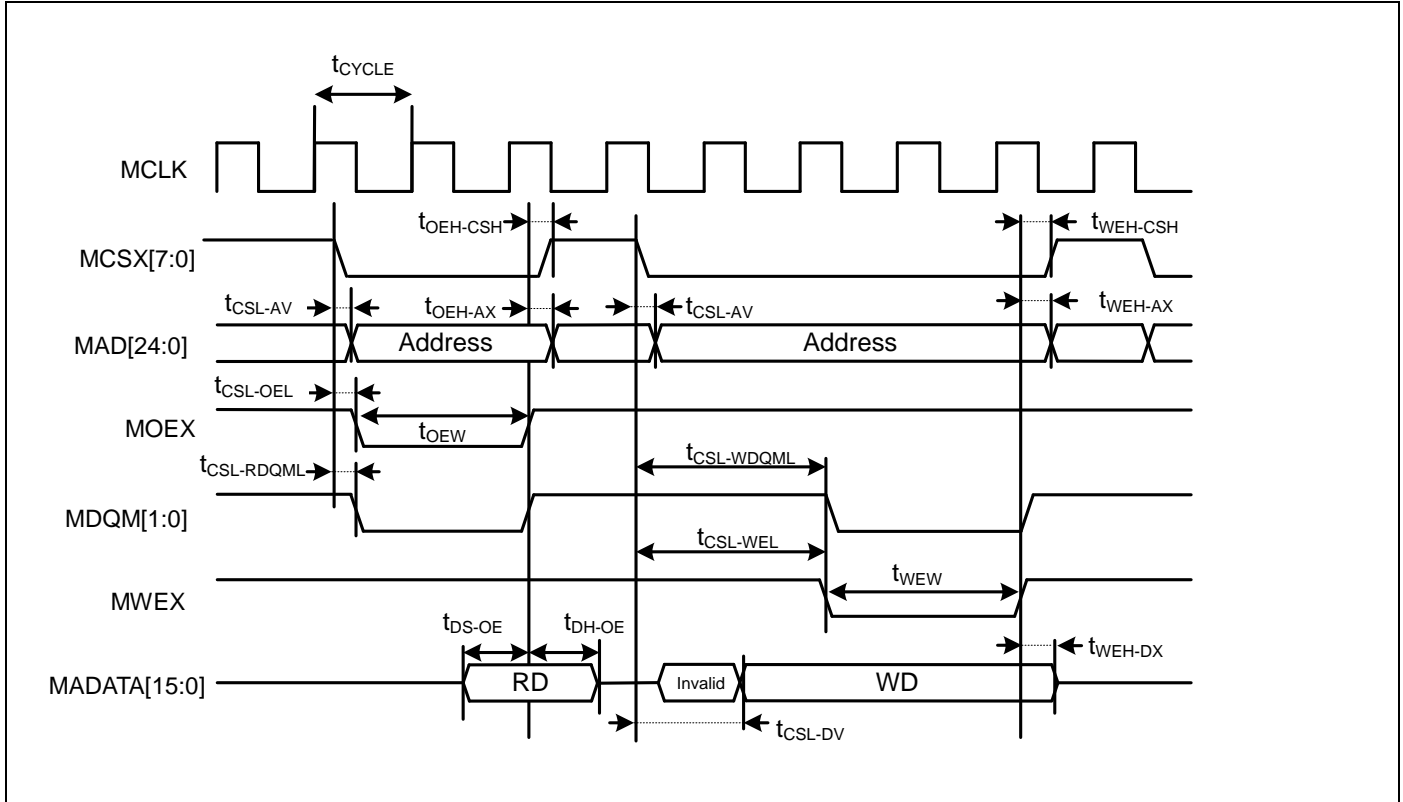 tCYCLE
MCLK
tOEH-CSH
tWEH-CSH
MCSX[7:0]
tCSL-AV
tOEH-AX
tCSL-AV
tWEH-AX
MAD[24:0]
Address
Address
tCSL-OEL
MOEX
tOEW
tCSL-RDQML
tCSL-WDQML
MDQM[1:0]
tCSL-WEL
MWEX
tWEW
tDS-OE
tDH-OE
tWEH-DX
MADATA[15:0]
RD
Invalid
WD
tCSL-DV